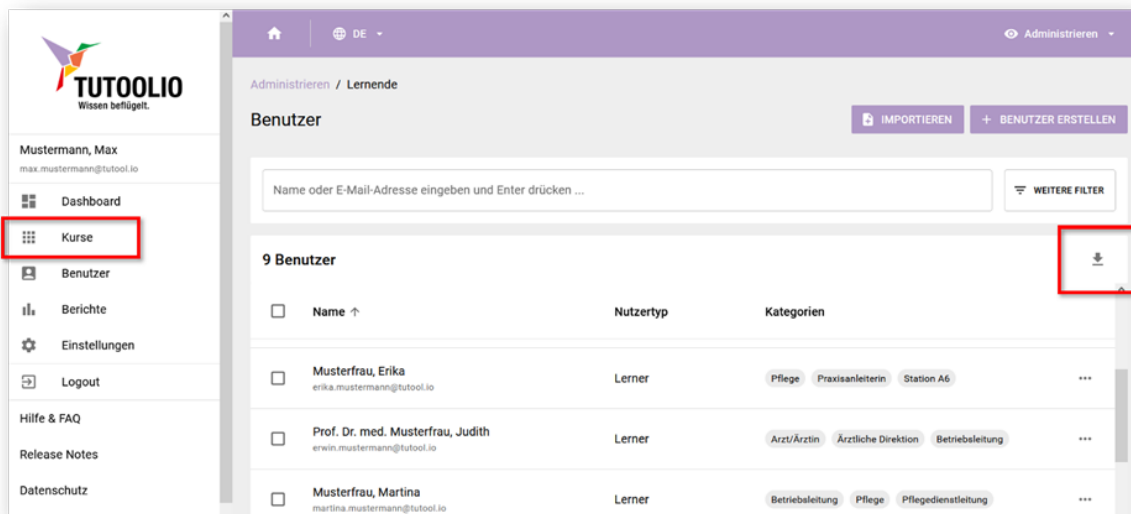 TUTOOLIO
Wissen beflügelt.
Mustermann, Max
max.mustermann@tutool.io
Dashboard
Kurse
Benutzer
Berichte
Einstellungen
Logout
Hilfe & FAQ
Release Notes
Datenschutz
DE
Administrieren
Administrieren / Lernende
Benutzer
IMPORTIEREN
+ BENUTZER ERSTELLEN
Name oder E-Mail-Adresse eingeben und Enter drücken ...
WEITERE FILTER
9 Benutzer
Name ↑ Nutzertyp Kategorien
Musterfrau, Erika
erika.mustermann@tutool.io
Lerner
Pflege Praxisanleiterin Station A6
Prof. Dr. med. Musterfrau, Judith
erwin.mustermann@tutool.io
Lerner
Arzt/Ärztin Ärztliche Direktion Betriebsleitung
Musterfrau, Martina
martina.mustermann@tutool.io
Lerner
Betriebsleitung Pflege Pflegedienstleitung